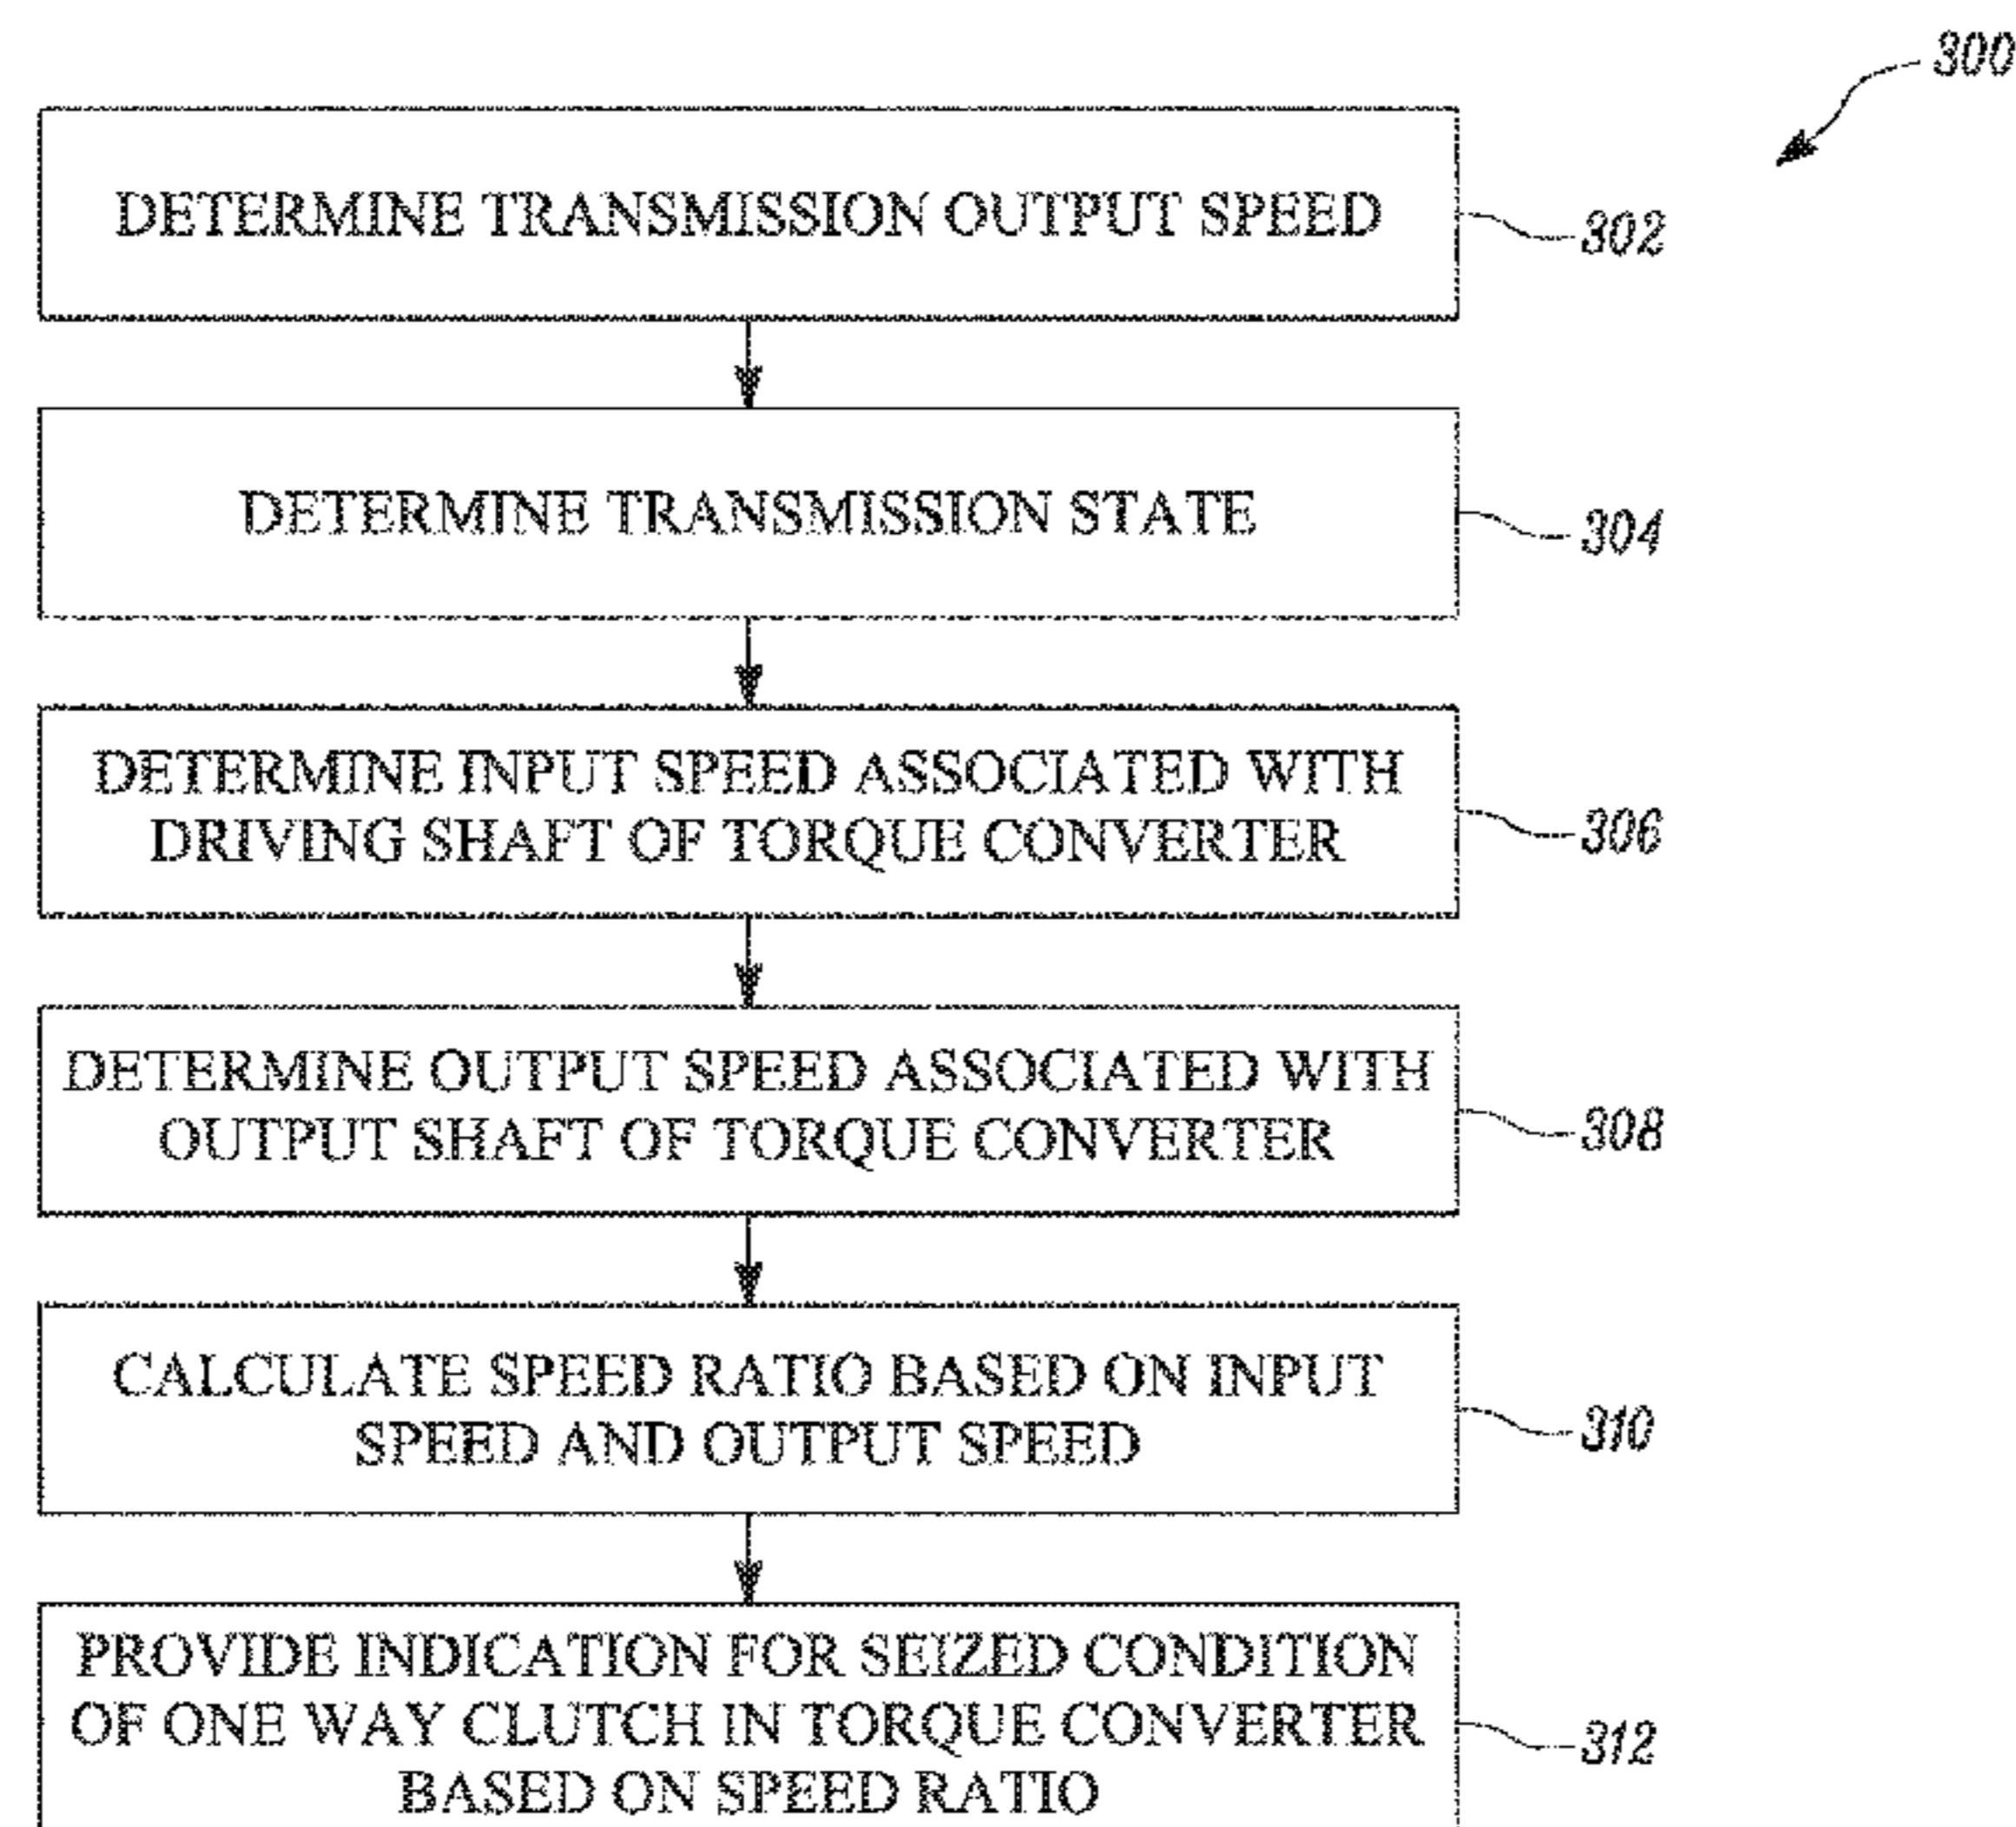 300
DETERMINE TRANSMISSION OUTPUT SPEED
302
DETERMINE TRANSMISSION STATE
304
DETERMINE INPUT SPEED ASSOCIATED WITH
DRIVING SHAFT OF TORQUE CONVERTER
306
DETERMINE OUTPUT SPEED ASSOCIATED WITH
OUTPUT SHAFT OF TORQUE CONVERTER
308
CALCULATE SPEED RATIO BASED ON INPUT
SPEED AND OUTPUT SPEED
310
PROVIDE INDICATION FOR SEIZED CONDITION
OF ONE WAY CLUTCH IN TORQUE CONVERTER
BASED ON SPEED RATIO
312